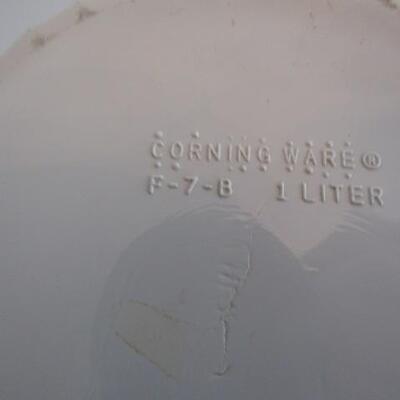 CORNING WARE®
F-7-B 1 LITER